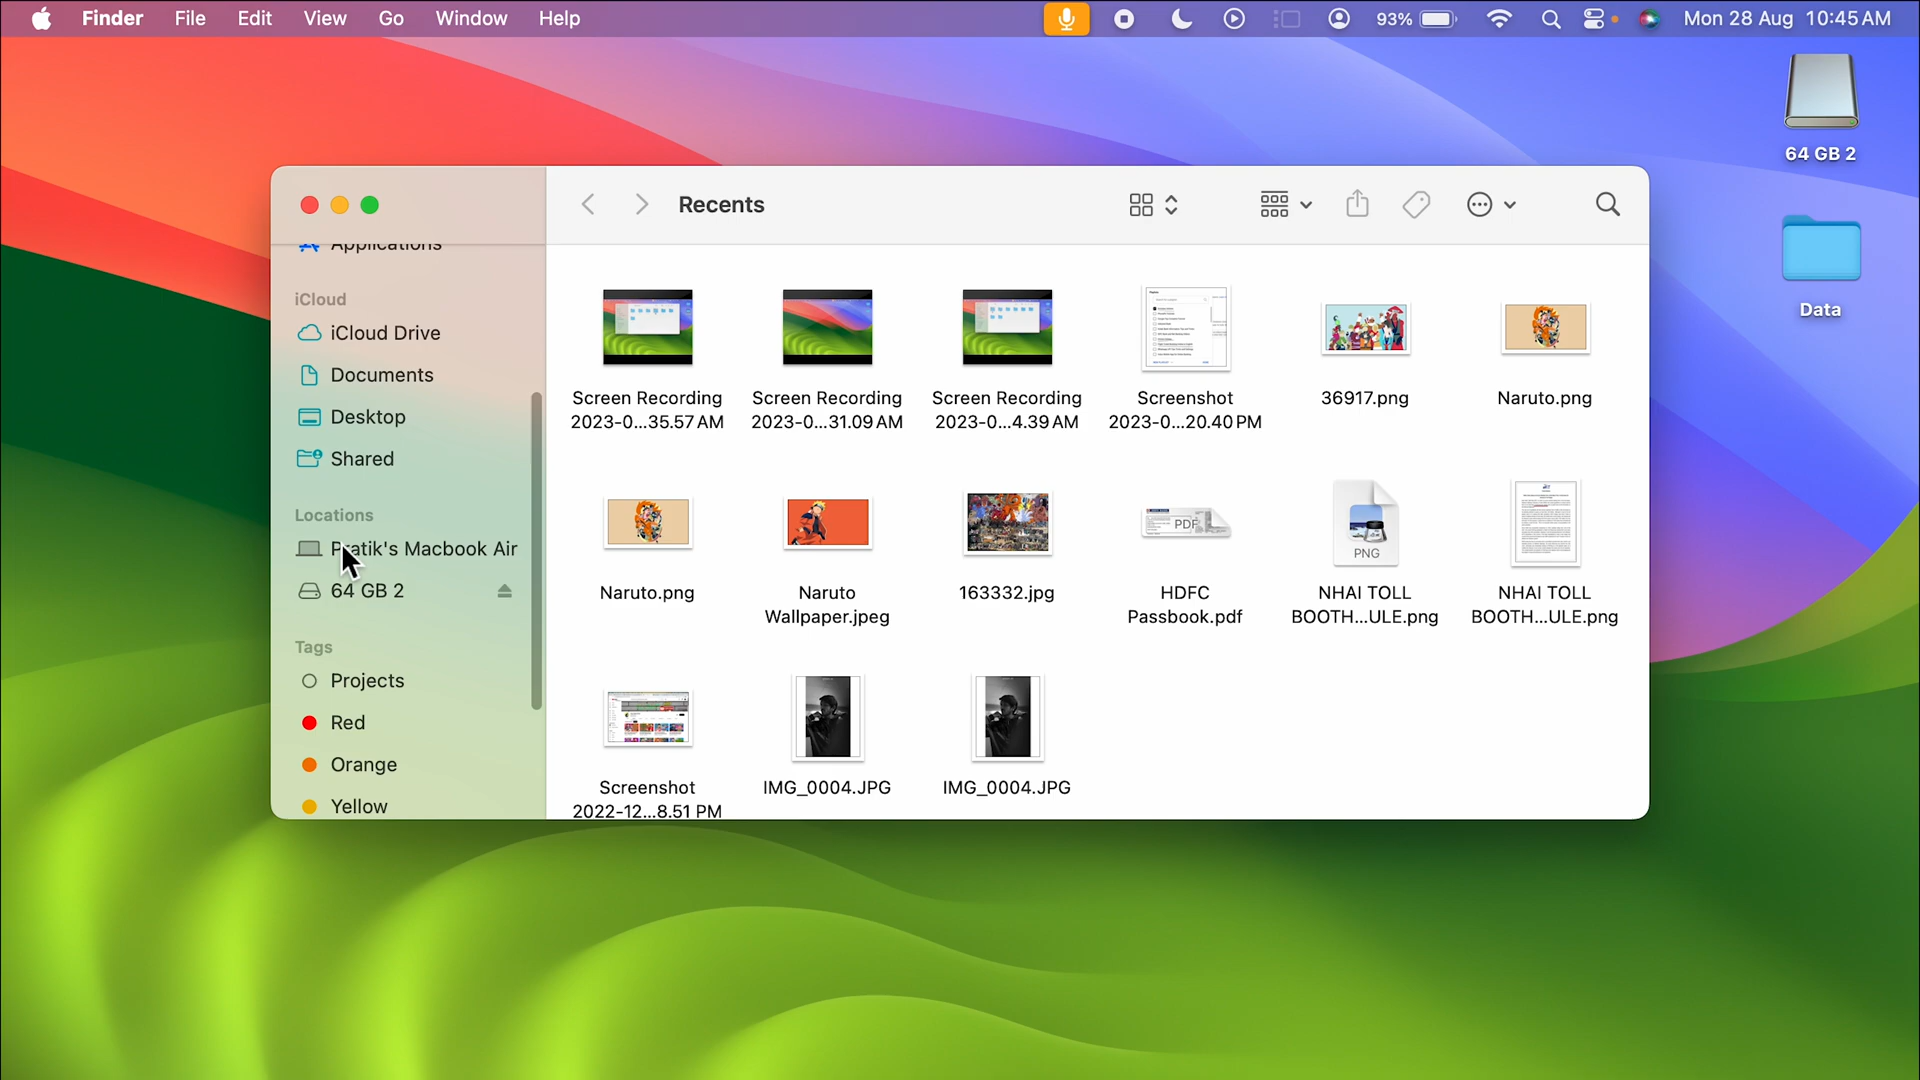 Finder File Edit View Go Window Help 93% Mon 28 Aug 10:45 AM
64 GB 2
Data
Recents
Applications
iCloud
iCloud Drive
Documents
Desktop
Shared
Locations
Pratik's Macbook Air
64 GB 2
Tags
Projects
Red
Orange
Yellow
Screen Recording
2023-0...35.57 AM
Screen Recording
2023-0...31.09 AM
Screen Recording
2023-0...4.39 AM
Screenshot
2023-0...20.40 PM
36917.png
Naruto.png
Naruto.png
Naruto
Wallpaper.jpeg
163332.jpg
PDF
HDFC
Passbook.pdf
PNG
NHAI TOLL
BOOTH...ULE.png
NHAI TOLL
BOOTH...ULE.png
Screenshot
2022-12...8.51 PM
IMG_0004.JPG
IMG_0004.JPG